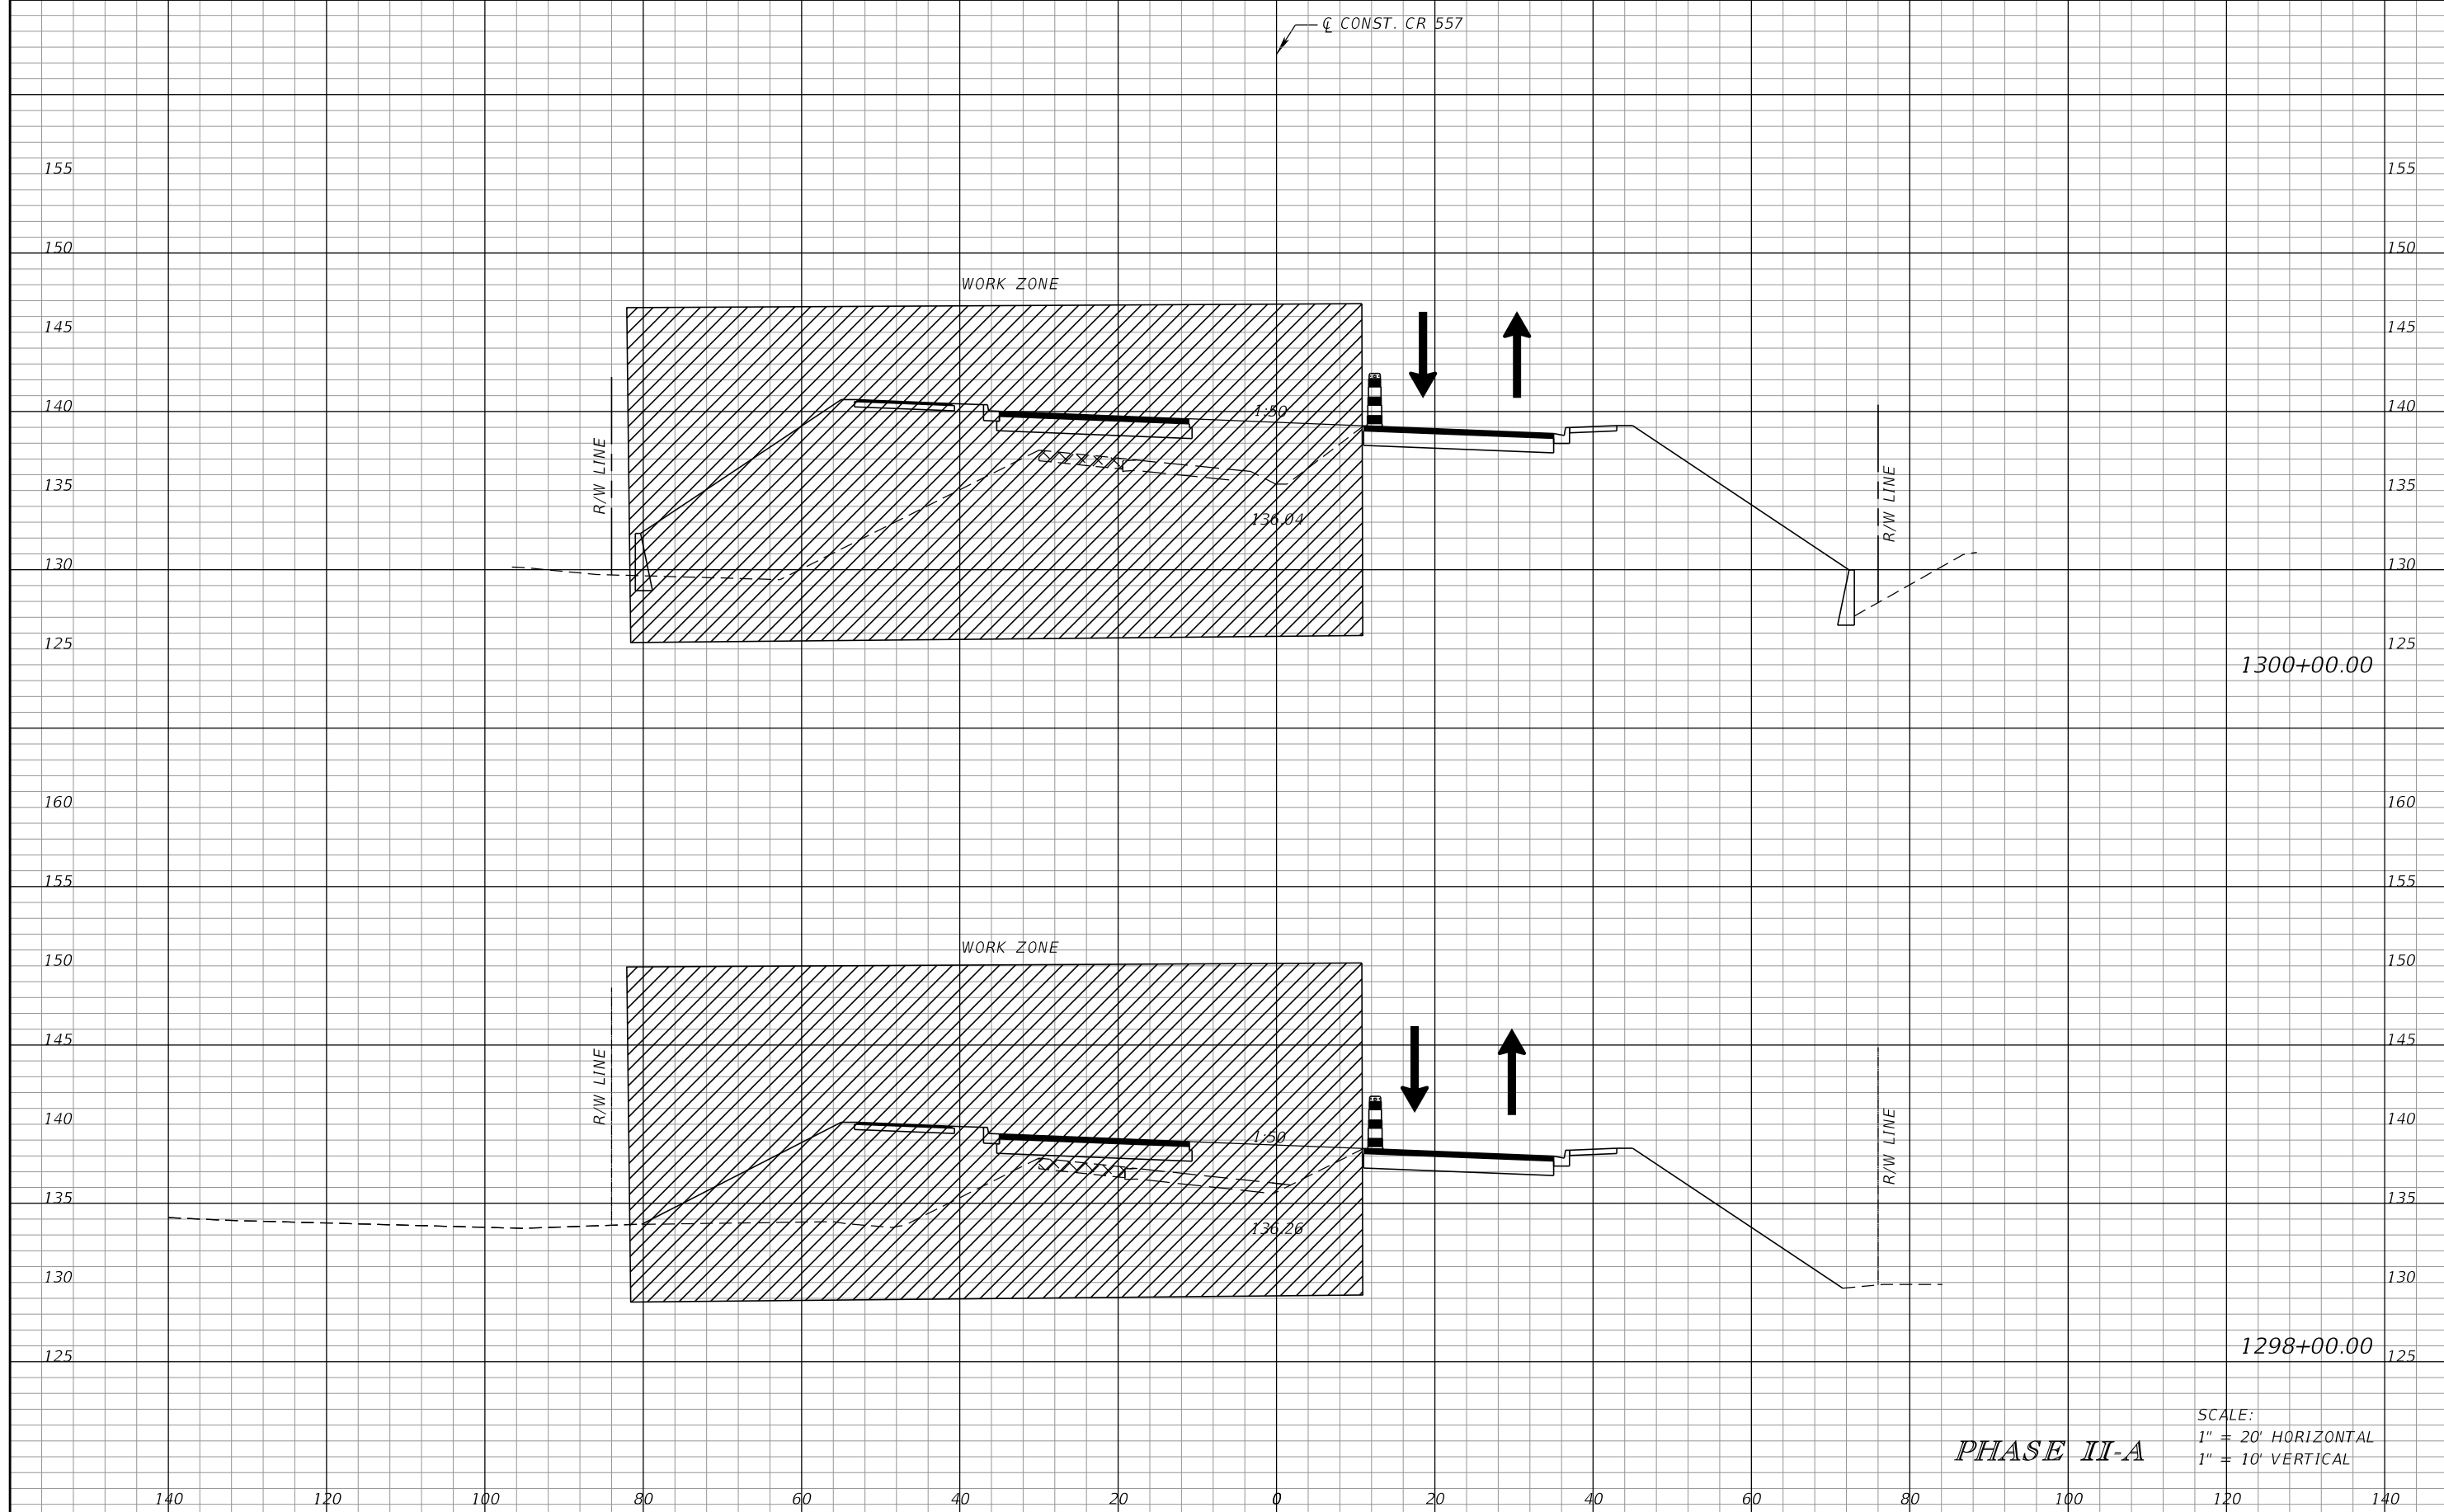 ℄ CONST. CR 557
155 155
150 150
WORK ZONE
145 145
140 1:50 140
R/W LINE R/W LINE
135 135
136.04
130 130
125 125
1300+00.00
160 160
155 155
WORK ZONE
150 150
145 145
R/W LINE R/W LINE
140 140
1:50
135 135
136.26
130 130
1298+00.00
125 125
SCALE:
1" = 20' HORIZONTAL
PHASE II-A
1" = 10' VERTICAL
140 120 100 80 60 40 20 0 20 40 60 80 100 120 140